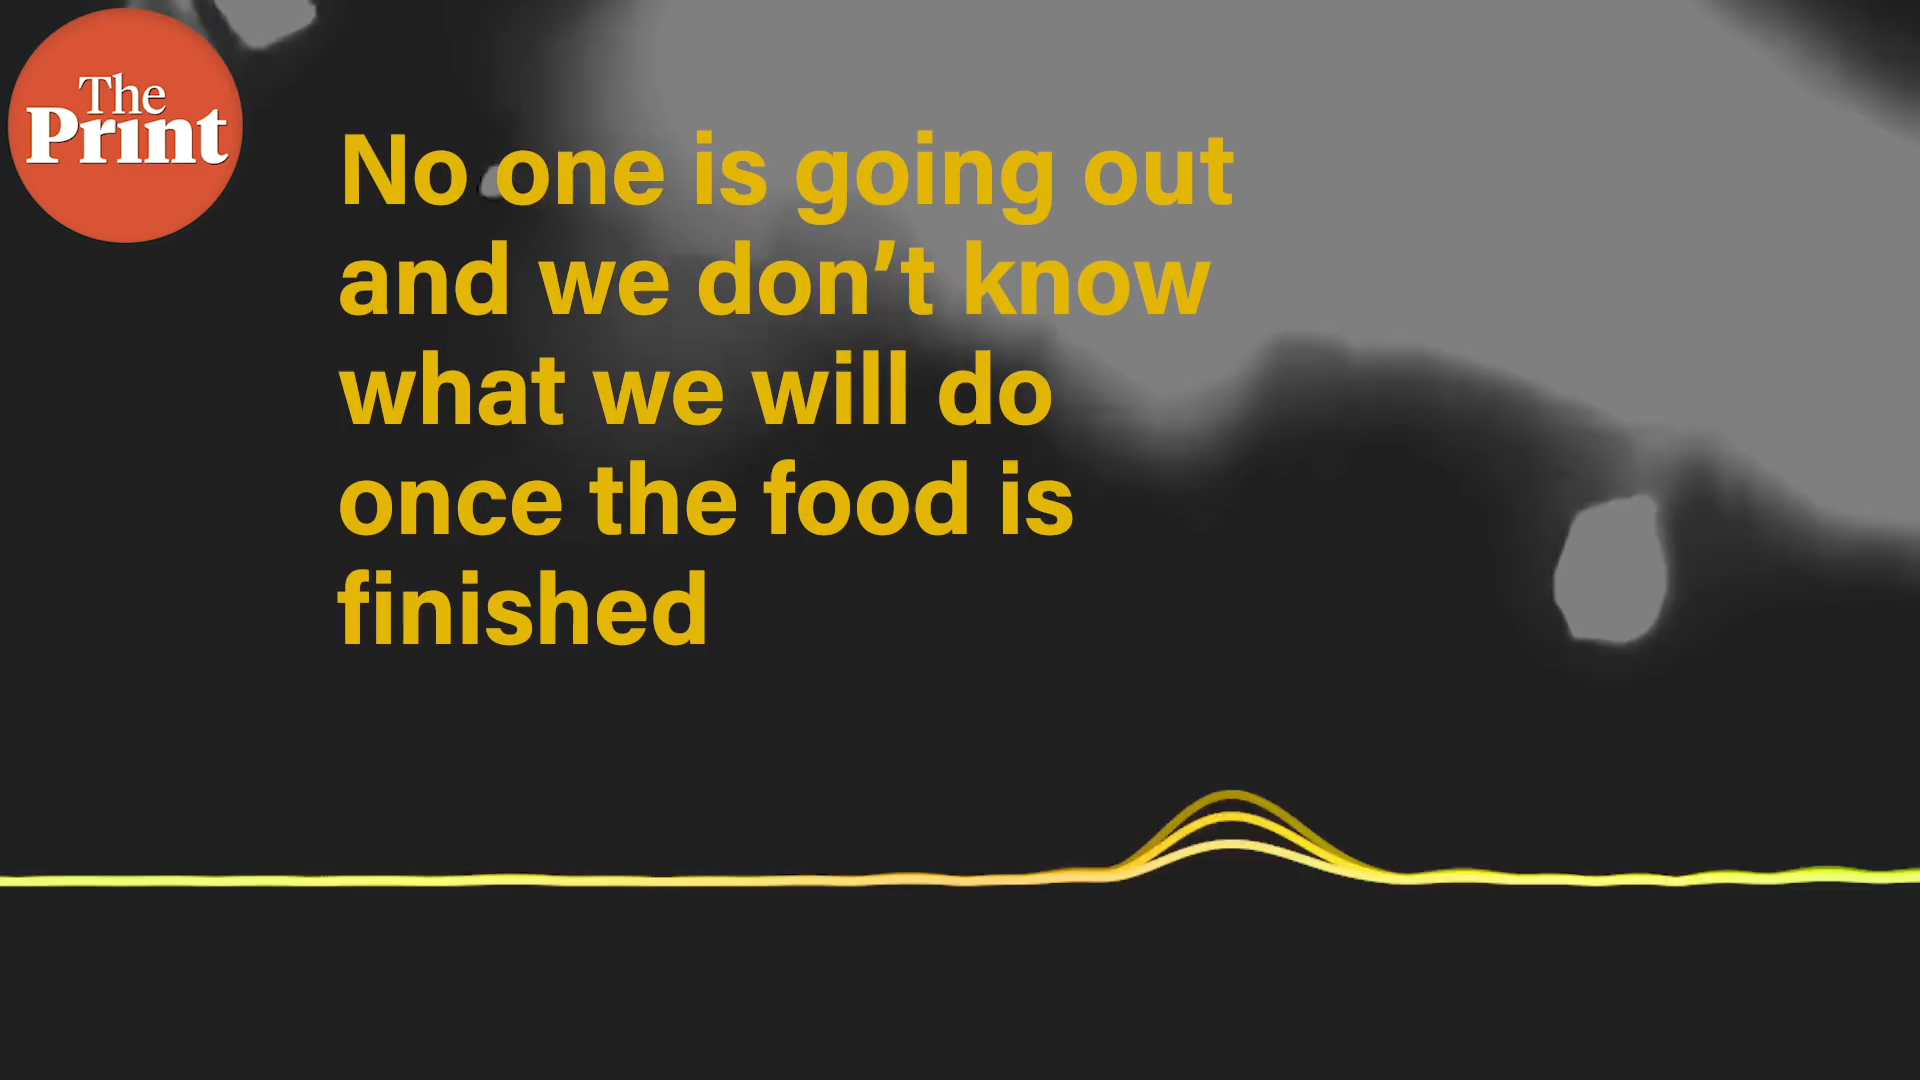 The
Print
No one is going out
and we don’t know
what we will do
once the food is
finished